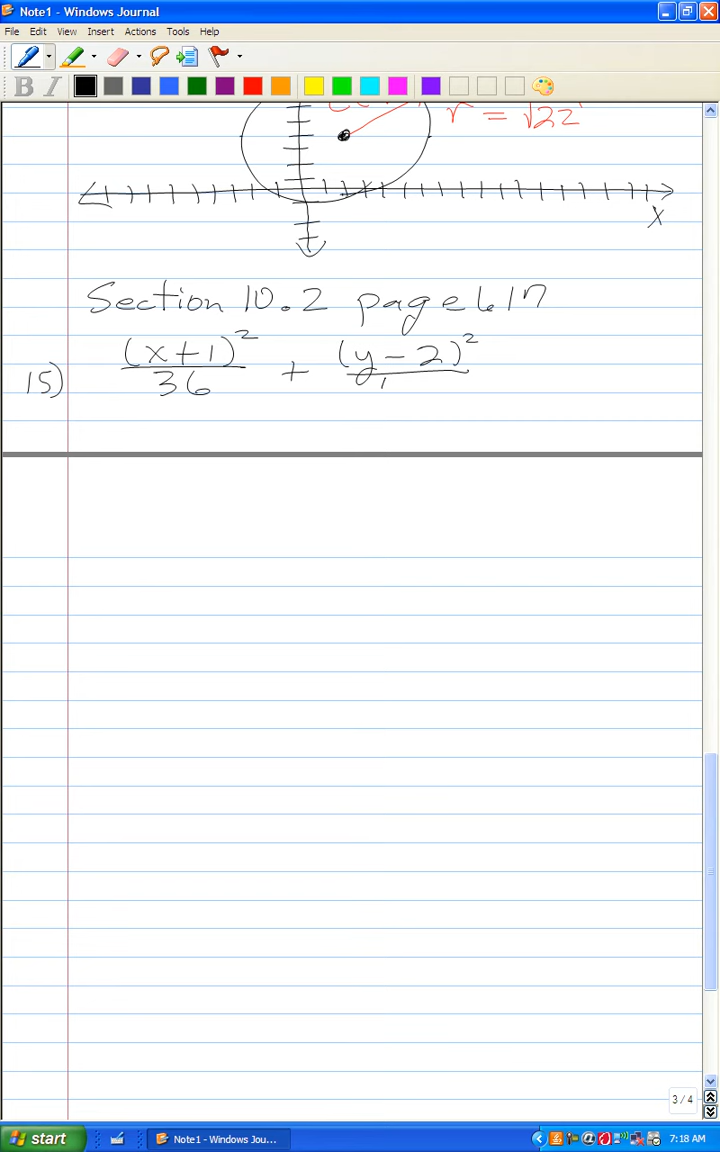 Note1 - Windows Journal
File Edit View Insert Actions Tools Help
B I
r = √22
x
Section 10.2 page 617
15) (x+1)² / 36 + (y-2)² /
3 / 4
start Note1 - Windows Jou... 7:18 AM